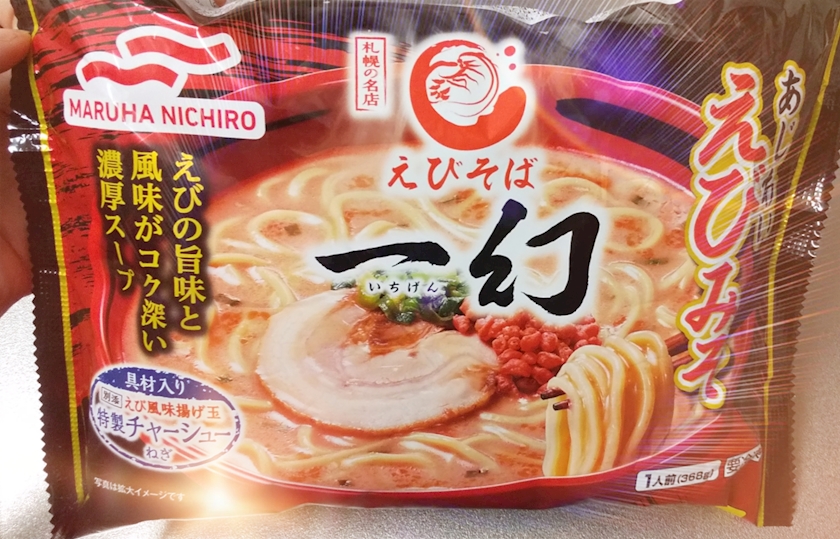 MARUHA NICHIRO
札幌の名店
えびそば
一幻
いちげん
あじ
えびみそ
えびの旨味と
風味がコク深い
濃厚スープ
具材入り
別添
えび風味揚げ玉
特製チャーシュー
ねぎ
写真は拡大イメージです
1人前(368g)